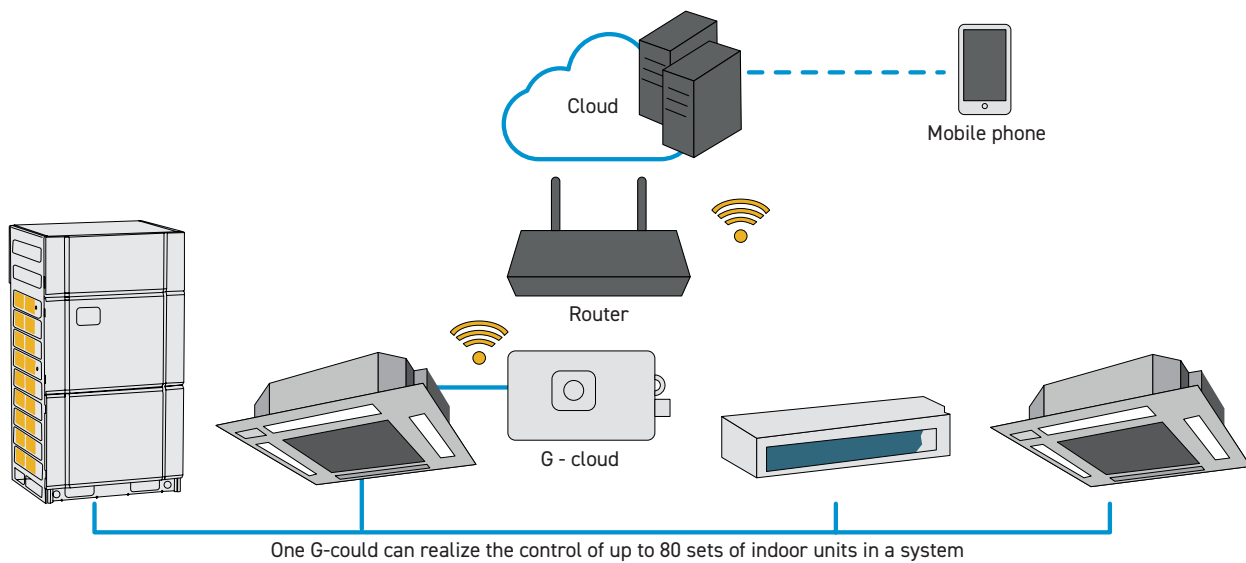 Cloud
Mobile phone
Router
G - cloud
One G-could can realize the control of up to 80 sets of indoor units in a system